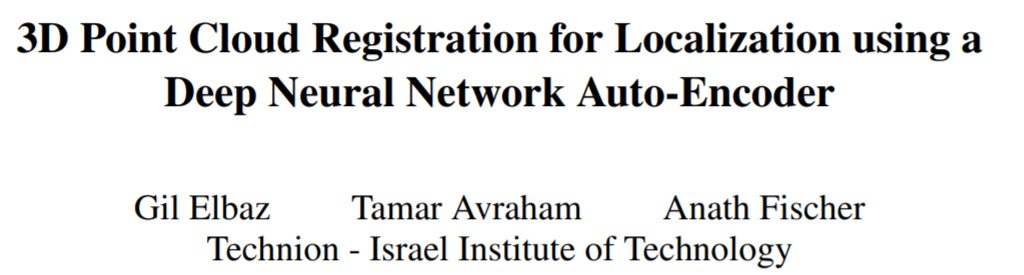 3D Point Cloud Registration for Localization using a
Deep Neural Network Auto-Encoder
Gil Elbaz Tamar Avraham Anath Fischer
Technion - Israel Institute of Technology